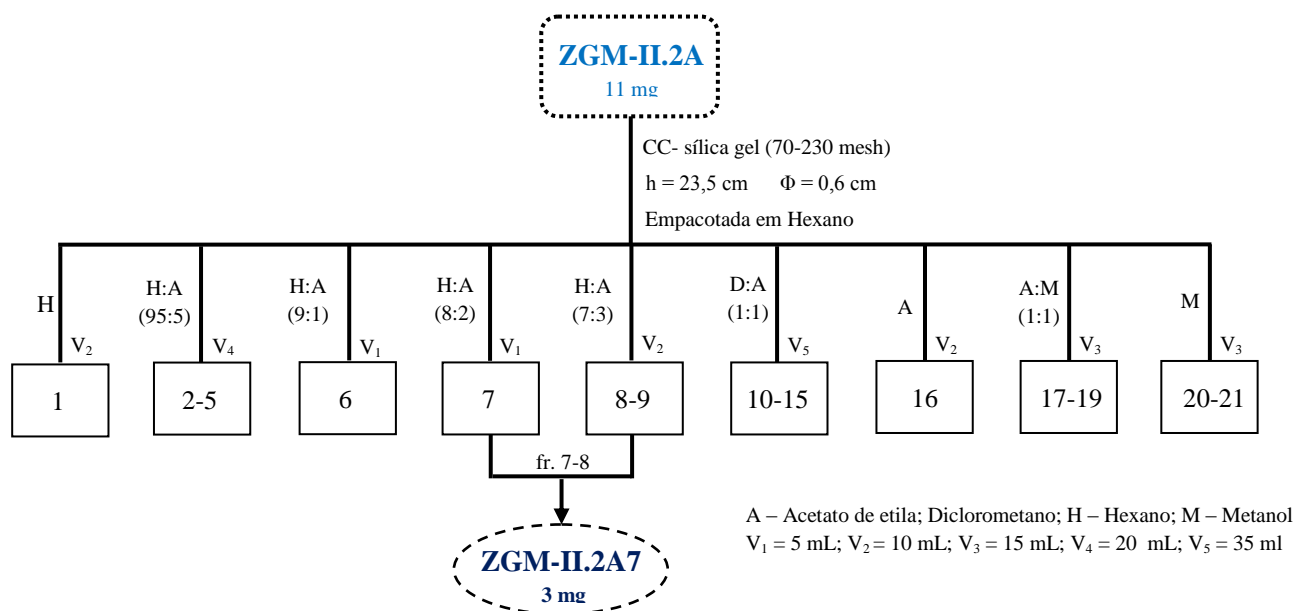 ZGM-II.2A
11 mg
CC- sílica gel (70-230 mesh)
h = 23,5 cm Φ = 0,6 cm
Empacotada em Hexano
H
V₂
H:A
(95:5)
V₄
H:A
(9:1)
V₁
H:A
(8:2)
V₁
H:A
(7:3)
V₂
D:A
(1:1)
V₅
A
V₂
A:M
(1:1)
V₃
M
V₃
1
2-5
6
7
8-9
10-15
16
17-19
20-21
fr. 7-8
A – Acetato de etila; Diclorometano; H – Hexano; M – Metanol
V₁ = 5 mL; V₂ = 10 mL; V₃ = 15 mL; V₄ = 20 mL; V₅ = 35 ml
ZGM-II.2A7
3 mg